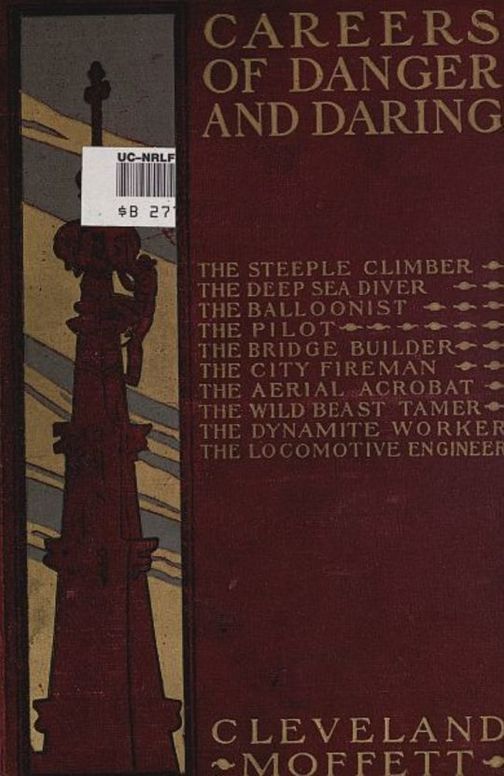 CAREERS
OF DANGER
AND DARING
UC-NRLF
$B 27
THE STEEPLE CLIMBER
THE DEEP SEA DIVER
THE BALLOONIST
THE PILOT
THE BRIDGE BUILDER
THE CITY FIREMAN
THE AERIAL ACROBAT
THE WILD BEAST TAMER
THE DYNAMITE WORKER
THE LOCOMOTIVE ENGINEER
CLEVELAND
MOFFETT